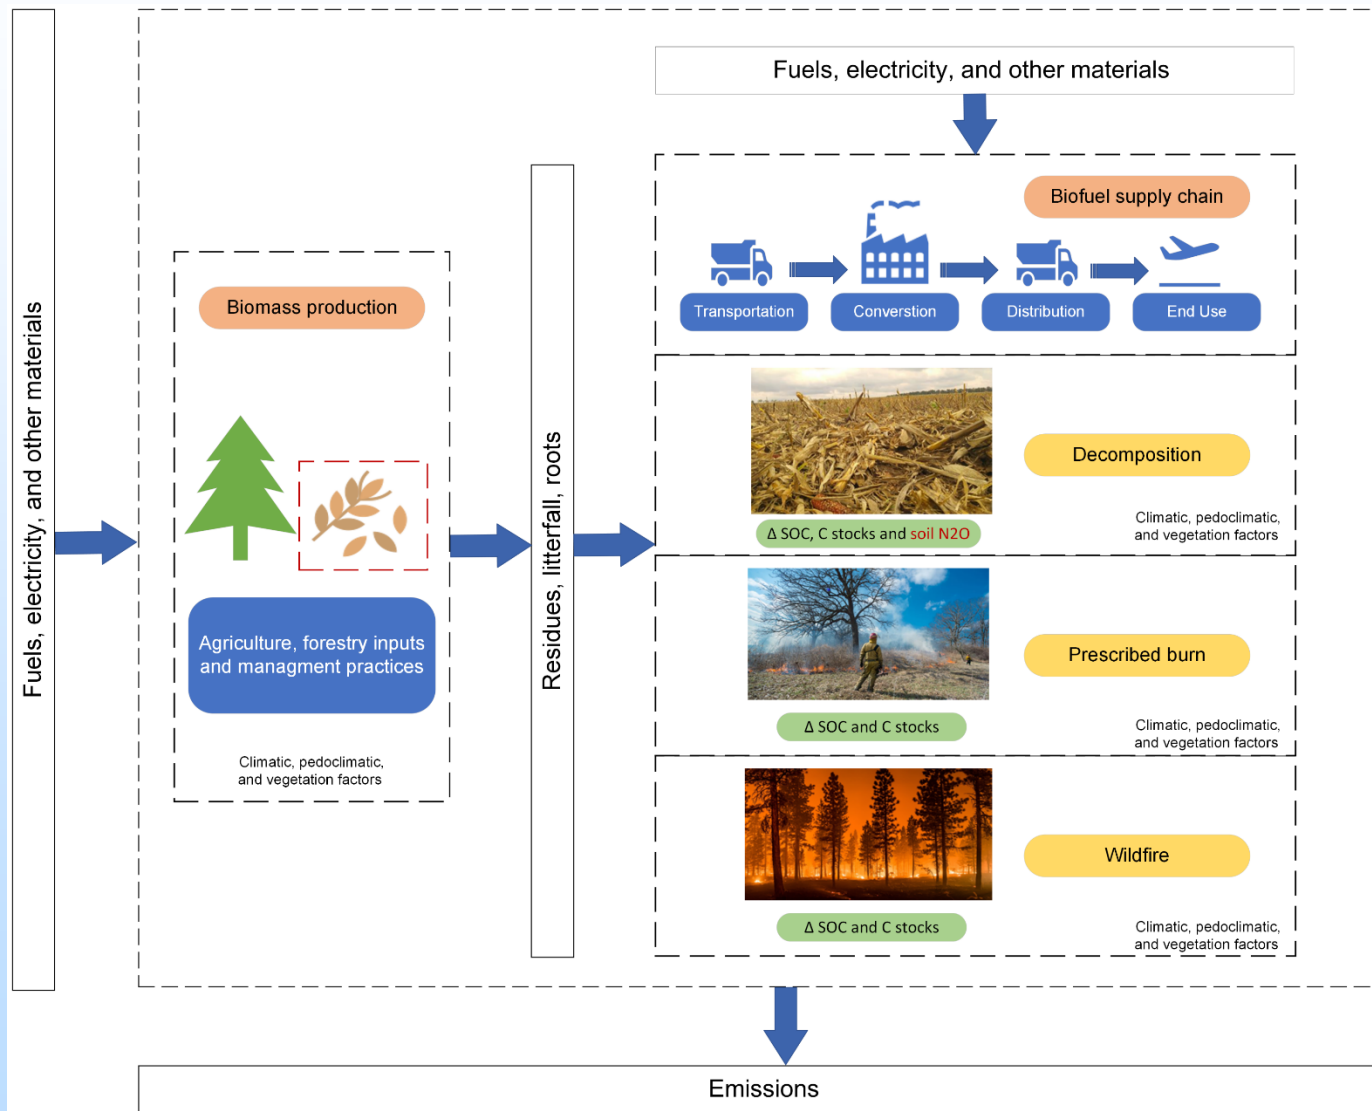 Fuels, electricity, and other materials
Fuels, electricity, and other materials
Biofuel supply chain
Transportation
Converstion
Distribution
End Use
Biomass production
Agriculture, forestry inputs
and managment practices
Climatic, pedoclimatic,
and vegetation factors
Residues, litterfall, roots
Decomposition
Δ SOC, C stocks and soil N2O
Climatic, pedoclimatic,
and vegetation factors
Prescribed burn
Δ SOC and C stocks
Climatic, pedoclimatic,
and vegetation factors
Wildfire
Δ SOC and C stocks
Climatic, pedoclimatic,
and vegetation factors
Emissions